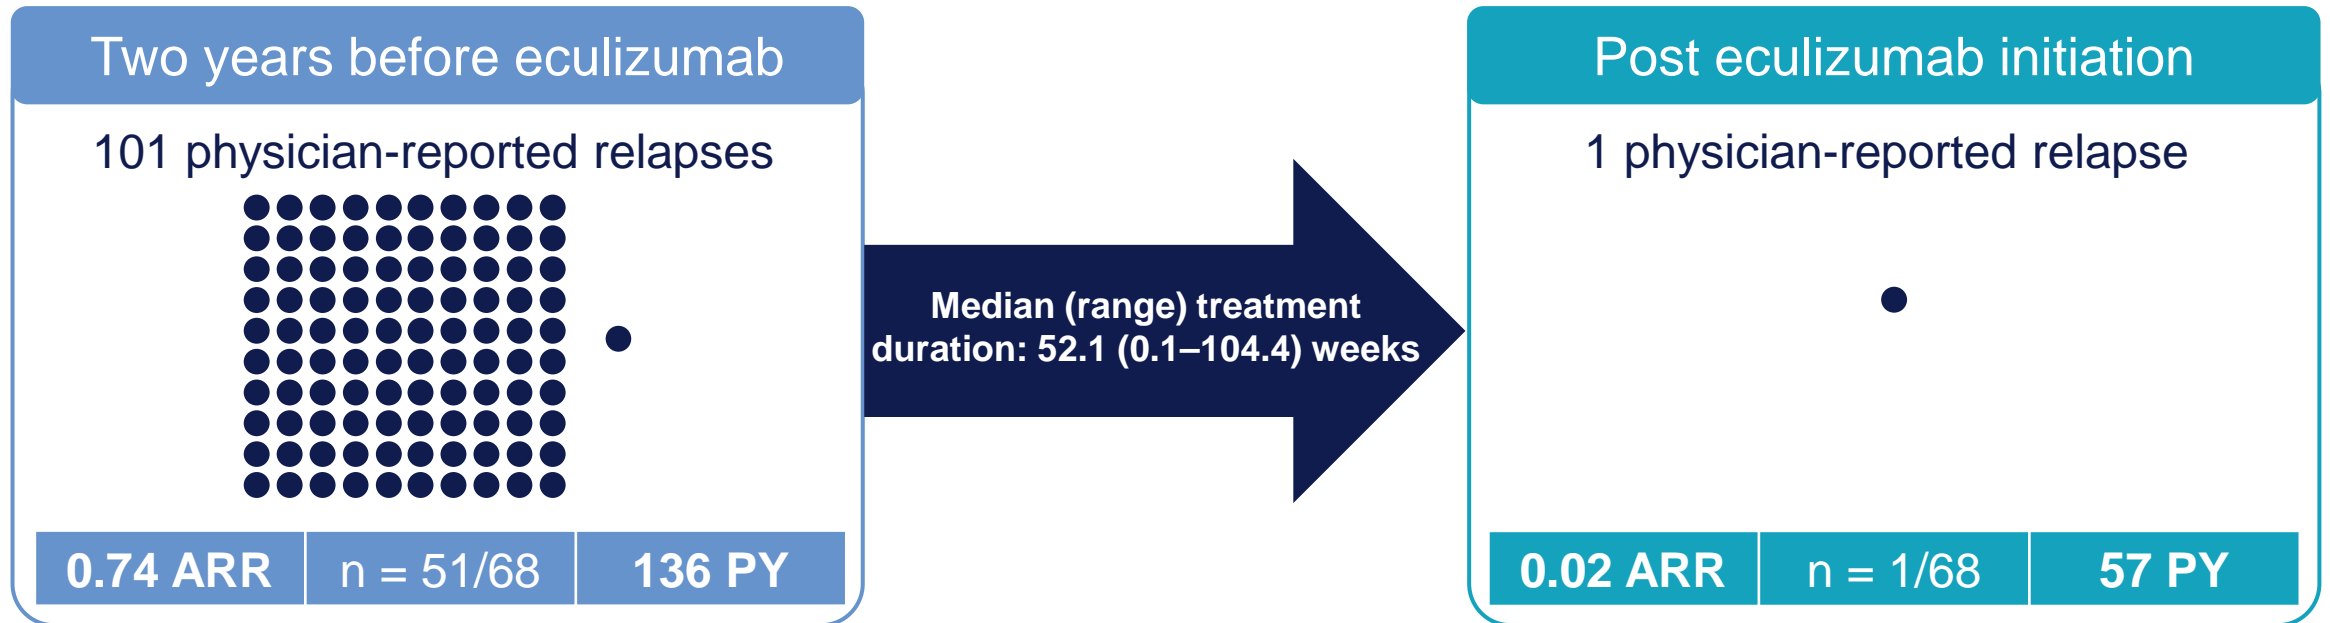 Two years before eculizumab
101 physician-reported relapses
0.74 ARR
n = 51/68
136 PY
Median (range) treatment
duration: 52.1 (0.1–104.4) weeks
Post eculizumab initiation
1 physician-reported relapse
0.02 ARR
n = 1/68
57 PY